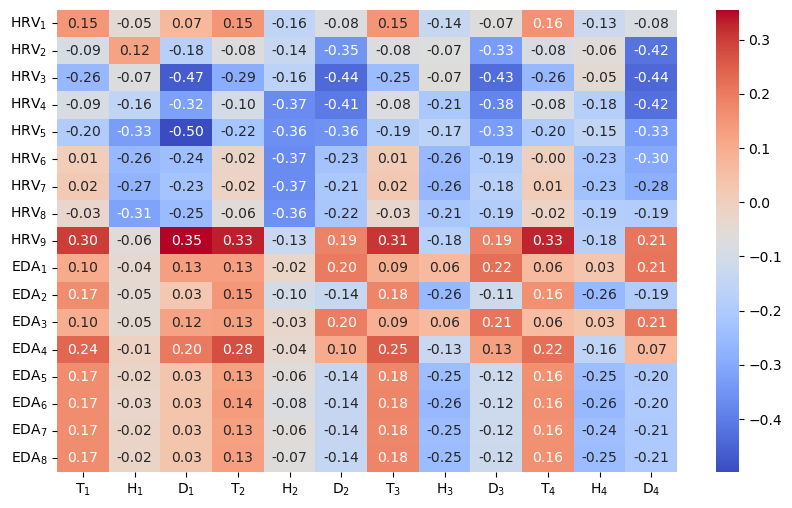 HRV₁ 0.15 -0.05 0.07 0.15 -0.16 -0.08 0.15 -0.14 -0.07 0.16 -0.13 -0.08
HRV₂ -0.09 0.12 -0.18 -0.08 -0.14 -0.35 -0.08 -0.07 -0.33 -0.08 -0.06 -0.42
HRV₃ -0.26 -0.07 -0.47 -0.29 -0.16 -0.44 -0.25 -0.07 -0.43 -0.26 -0.05 -0.44
HRV₄ -0.09 -0.16 -0.32 -0.10 -0.37 -0.41 -0.08 -0.21 -0.38 -0.08 -0.18 -0.42
HRV₅ -0.20 -0.33 -0.50 -0.22 -0.36 -0.36 -0.19 -0.17 -0.33 -0.20 -0.15 -0.33
HRV₆ 0.01 -0.26 -0.24 -0.02 -0.37 -0.23 0.01 -0.26 -0.19 -0.00 -0.23 -0.30
HRV₇ 0.02 -0.27 -0.23 -0.02 -0.37 -0.21 0.02 -0.26 -0.18 0.01 -0.23 -0.28
HRV₈ -0.03 -0.31 -0.25 -0.06 -0.36 -0.22 -0.03 -0.21 -0.19 -0.02 -0.19 -0.19
HRV₉ 0.30 -0.06 0.35 0.33 -0.13 0.19 0.31 -0.18 0.19 0.33 -0.18 0.21
EDA₁ 0.10 -0.04 0.13 0.13 -0.02 0.20 0.09 0.06 0.22 0.06 0.03 0.21
EDA₂ 0.17 -0.05 0.03 0.15 -0.10 -0.14 0.18 -0.26 -0.11 0.16 -0.26 -0.19
EDA₃ 0.10 -0.05 0.12 0.13 -0.03 0.20 0.09 0.06 0.21 0.06 0.03 0.21
EDA₄ 0.24 -0.01 0.20 0.28 -0.04 0.10 0.25 -0.13 0.13 0.22 -0.16 0.07
EDA₅ 0.17 -0.02 0.03 0.13 -0.06 -0.14 0.18 -0.25 -0.12 0.16 -0.25 -0.20
EDA₆ 0.17 -0.03 0.03 0.14 -0.08 -0.14 0.18 -0.26 -0.12 0.16 -0.26 -0.20
EDA₇ 0.17 -0.02 0.03 0.13 -0.06 -0.14 0.18 -0.25 -0.12 0.16 -0.24 -0.21
EDA₈ 0.17 -0.02 0.03 0.13 -0.07 -0.14 0.18 -0.25 -0.12 0.16 -0.25 -0.21
T₁ H₁ D₁ T₂ H₂ D₂ T₃ H₃ D₃ T₄ H₄ D₄
0.3
0.2
0.1
0.0
−0.1
−0.2
−0.3
−0.4